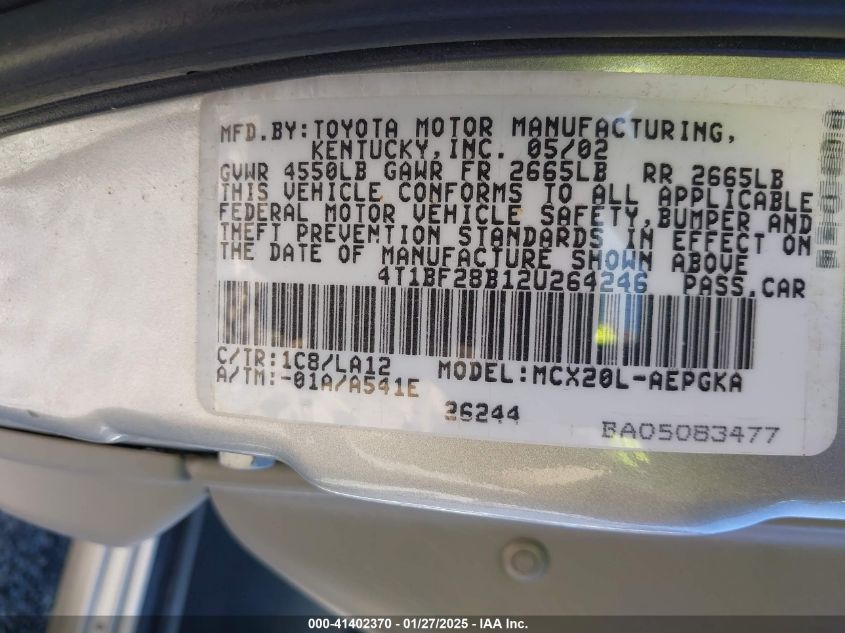 MFD.BY:TOYOTA MOTOR MANUFACTURING,
KENTUCKY,INC. 05/02
GVWR 4550LB GAWR FR 2665LB RR 2665LB
THIS VEHICLE CONFORMS TO ALL APPLICABLE
FEDERAL MOTOR VEHICLE SAFETY,BUMPER AND
THEFT PREVENTION STANDARDS IN EFFECT ON
THE DATE OF MANUFACTURE SHOWN ABOVE
4T1BF28B12U264246 PASS.CAR
C/TR:1C8/LA12 MODEL:MCX20L-AEPGKA
A/TM:-01A/A541E
26244
BA05083477
000-41402370 | 01/27/2025 | IAA Inc.